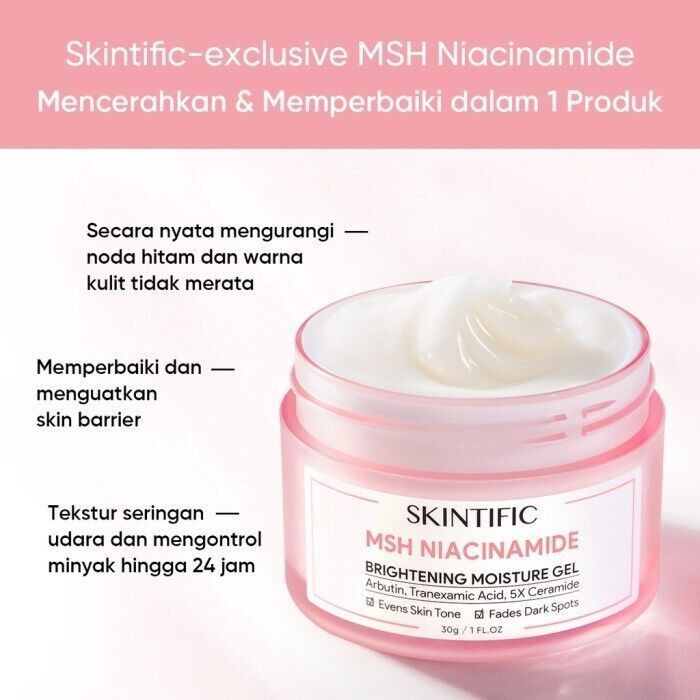 Skintific-exclusive MSH Niacinamide
Mencerahkan & Memperbaiki dalam 1 Produk
Secara nyata mengurangi
noda hitam dan warna
kulit tidak merata
Memperbaiki dan
menguatkan
skin barrier
Tekstur seringan
udara dan mengontrol
minyak hingga 24 jam
SKINTIFIC
MSH NIACINAMIDE
BRIGHTENING MOISTURE GEL
Arbutin, Tranexamic Acid, 5X Ceramide
☑ Evens Skin Tone ☑ Fades Dark Spots
30g / 1 FL.OZ